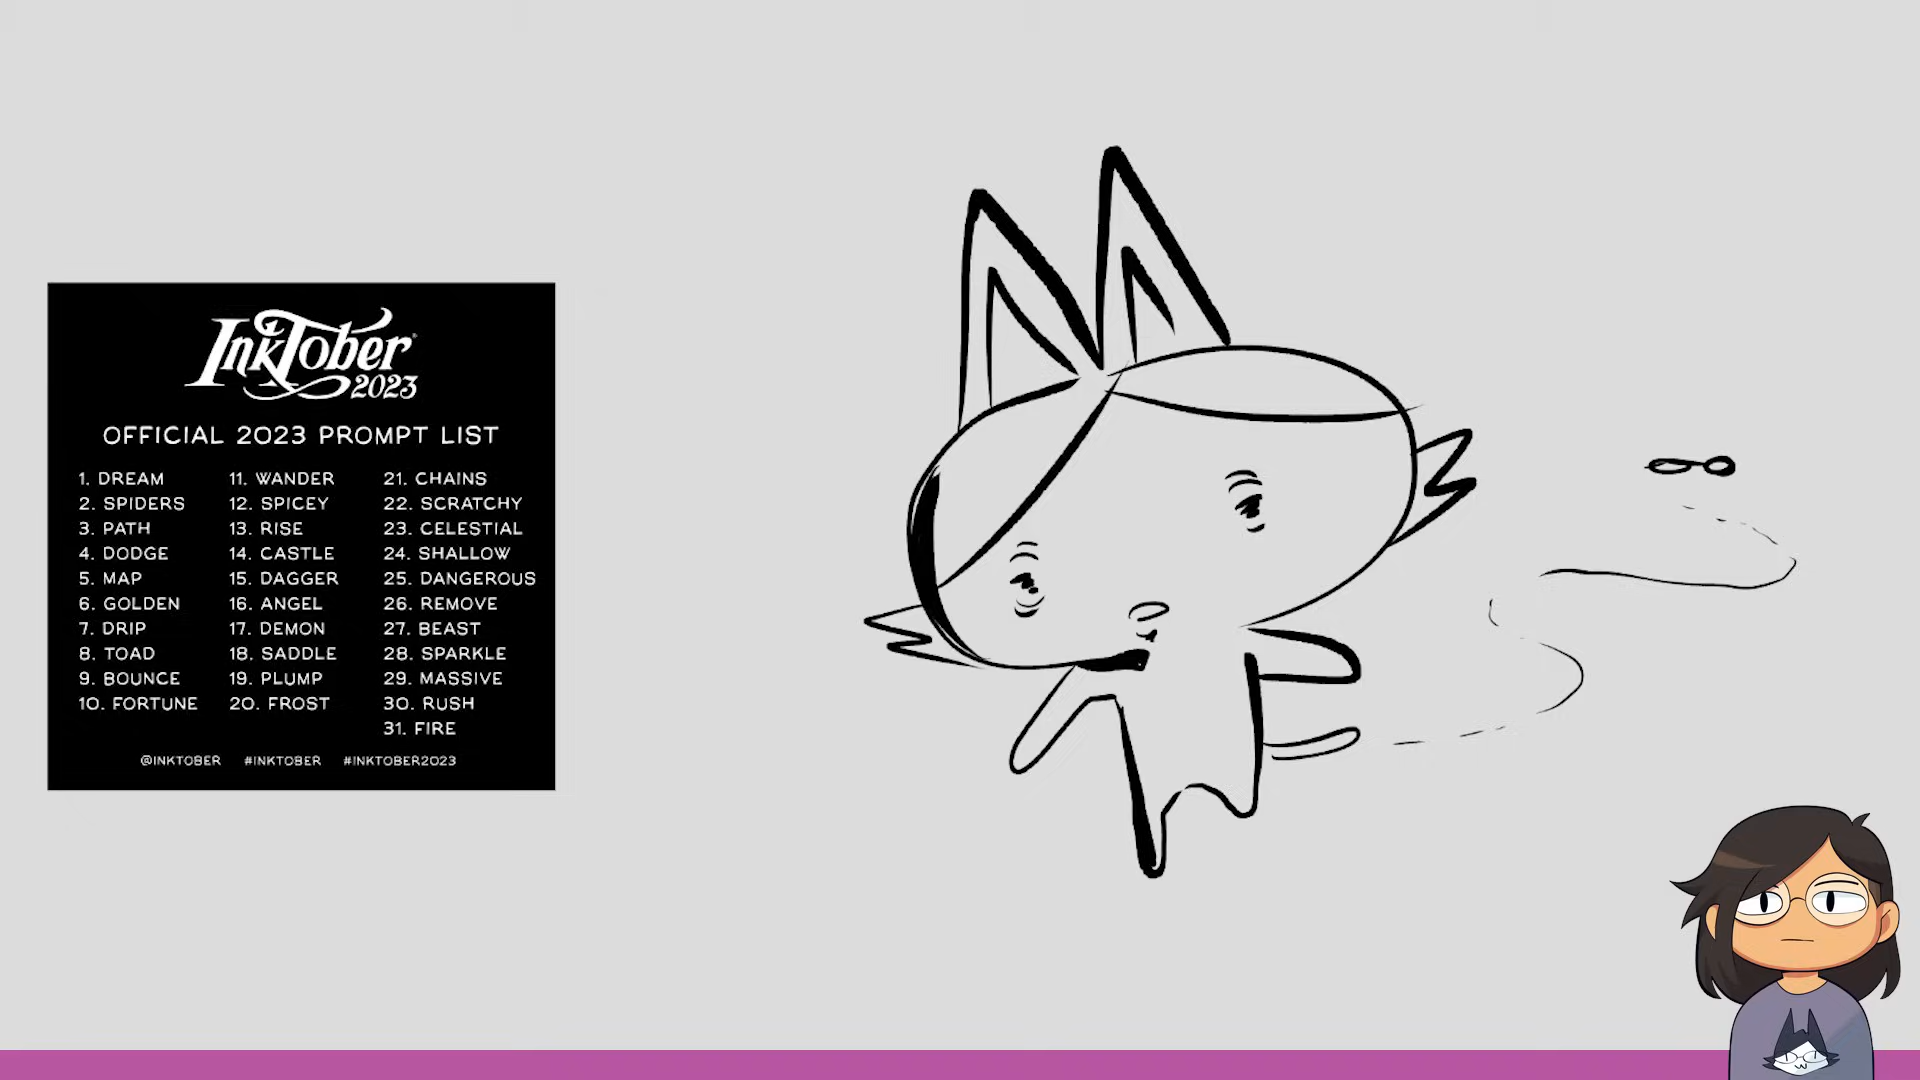 InkTober
2023
OFFICIAL 2023 PROMPT LIST
1. DREAM
2. SPIDERS
3. PATH
4. DODGE
5. MAP
6. GOLDEN
7. DRIP
8. TOAD
9. BOUNCE
10. FORTUNE
11. WANDER
12. SPICEY
13. RISE
14. CASTLE
15. DAGGER
16. ANGEL
17. DEMON
18. SADDLE
19. PLUMP
20. FROST
21. CHAINS
22. SCRATCHY
23. CELESTIAL
24. SHALLOW
25. DANGEROUS
26. REMOVE
27. BEAST
28. SPARKLE
29. MASSIVE
30. RUSH
31. FIRE
@INKTOBER #INKTOBER #INKTOBER2023